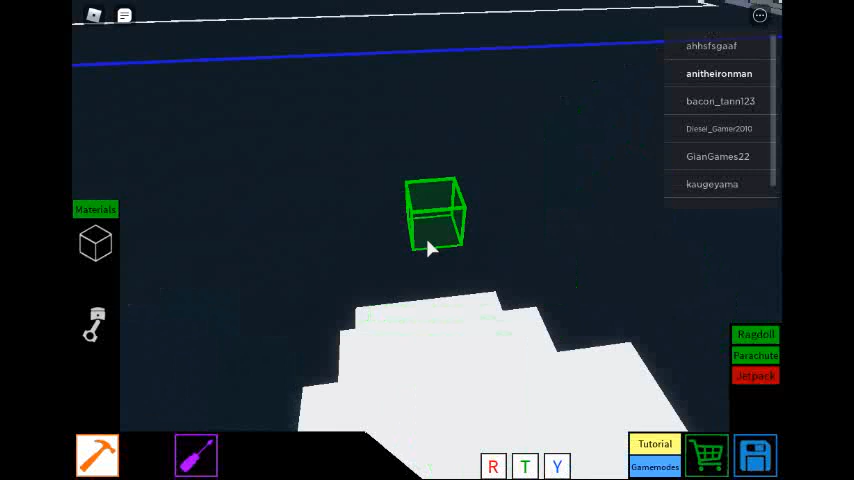 ahhsfsgaaf
anitheironman
bacon_tann123
Diesel_Gamer2010
GianGames22
kaugeyama
Materials
Ragdoll
Parachute
Jetpack
Tutorial
Gamemodes
R T Y